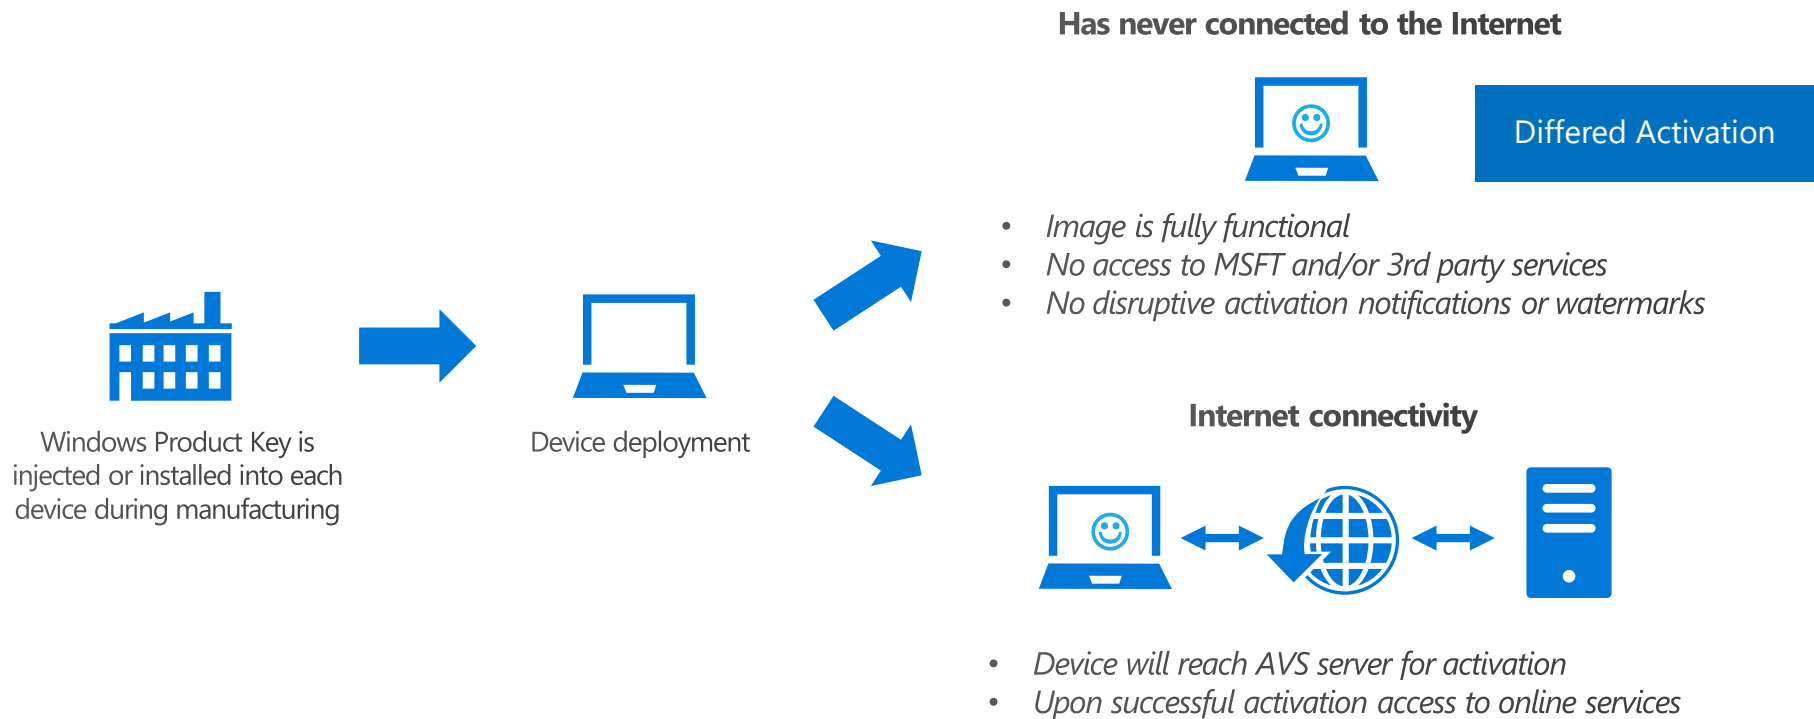 Has never connected to the Internet
Differed Activation
• Image is fully functional
• No access to MSFT and/or 3rd party services
• No disruptive activation notifications or watermarks
Windows Product Key is
injected or installed into each
device during manufacturing
Device deployment
Internet connectivity
• Device will reach AVS server for activation
• Upon successful activation access to online services